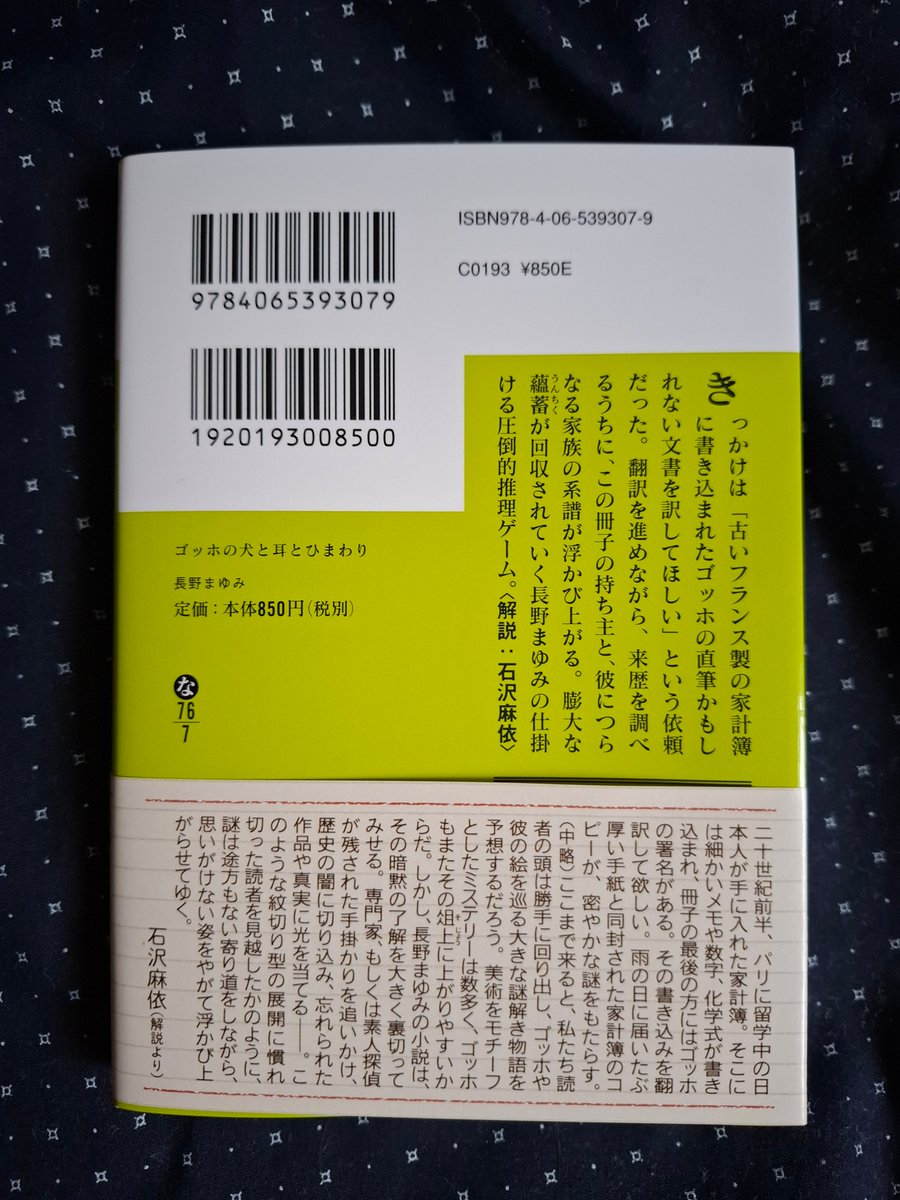 9784065393079
1920193008500
ISBN978-4-06-539307-9
C0193 ¥850E
きっかけは「古いフランス製の家計簿
に書き込まれたゴッホの直筆かもし
れない文書を訳してほしい」という依頼
だった。翻訳を進めながら、来歴を調べ
るうちに、この冊子の持ち主と、彼につら
なる家族の系譜が浮かび上がる。膨大な
蘊蓄が回収されていく長野まゆみの仕掛
うんちく
ける圧倒的推理ゲーム。〈解説：石沢麻依〉
ゴッホの犬と耳とひまわり
長野まゆみ
定価：本体850円（税別）
な
76
7
二十世紀前半、パリに留学中の日
本人が手に入れた家計簿。そこに
は細かいメモや数字、化学式が書き
込まれ、冊子の最後の方にはゴッホ
の署名がある。その書き込みを翻
訳して欲しい。雨の日に届いたぶ
厚い手紙と同封された家計簿のコ
ピーが、密やかな謎をもたらす。
（中略）ここまで来ると、私たち読
者の頭は勝手に回り出し、ゴッホや
彼の絵を巡る大きな謎解き物語を
予想するだろう。美術をモチーフ
としたミステリーは数多く、ゴッホ
もまたその俎上に上がりやすいか
そじょう
らだ。しかし、長野まゆみの小説は、
その暗黙の了解を大きく裏切って
みせる。専門家、もしくは素人探偵
が残された手掛かりを追いかけ、
歴史の闇に切り込み、忘れられた
作品や真実に光を当てる――。こ
のような紋切り型の展開に慣れ
切った読者を見越したかのように、
謎は途方もない寄り道をしながら、
思いがけない姿をやがて浮かび上
がらせてゆく。
石沢麻依（解説より）